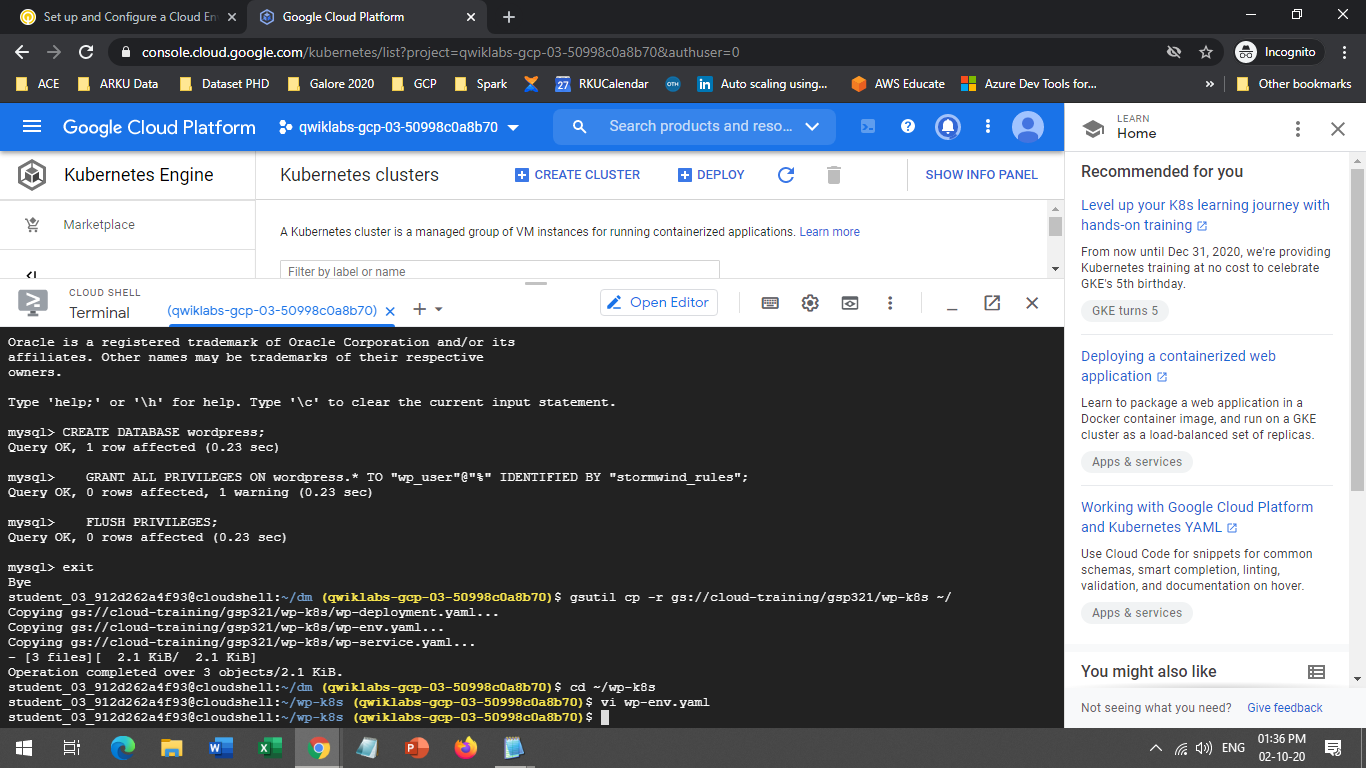 Set up and Configure a Cloud En
Google Cloud Platform
console.cloud.google.com/kubernetes/list?project=qwiklabs-gcp-03-50998c0a8b70&authuser=0
Incognito
ACE
ARKU Data
Dataset PHD
Galore 2020
GCP
Spark
27
RKUCalendar
OTH
in
Auto scaling using...
AWS Educate
Azure Dev Tools for...
»
Other bookmarks
Google Cloud Platform
qwiklabs-gcp-03-50998c0a8b70
Search products and reso...
LEARN
Home
Kubernetes Engine
Kubernetes clusters
CREATE CLUSTER
DEPLOY
SHOW INFO PANEL
Marketplace
A Kubernetes cluster is a managed group of VM instances for running containerized applications. Learn more
Filter by label or name
CLOUD SHELL
Terminal
(qwiklabs-gcp-03-50998c0a8b70)
Open Editor
Oracle is a registered trademark of Oracle Corporation and/or its
affiliates. Other names may be trademarks of their respective
owners.
Type 'help;' or '\h' for help. Type '\c' to clear the current input statement.
mysql> CREATE DATABASE wordpress;
Query OK, 1 row affected (0.23 sec)
mysql>    GRANT ALL PRIVILEGES ON wordpress.* TO "wp_user"@"%" IDENTIFIED BY "stormwind_rules";
Query OK, 0 rows affected, 1 warning (0.23 sec)
mysql>    FLUSH PRIVILEGES;
Query OK, 0 rows affected (0.23 sec)
mysql> exit
Bye
student_03_912d262a4f93@cloudshell:~/dm (qwiklabs-gcp-03-50998c0a8b70)$ gsutil cp -r gs://cloud-training/gsp321/wp-k8s ~/
Copying gs://cloud-training/gsp321/wp-k8s/wp-deployment.yaml...
Copying gs://cloud-training/gsp321/wp-k8s/wp-env.yaml...
Copying gs://cloud-training/gsp321/wp-k8s/wp-service.yaml...
- [3 files][  2.1 KiB/  2.1 KiB]
Operation completed over 3 objects/2.1 KiB.
student_03_912d262a4f93@cloudshell:~/dm (qwiklabs-gcp-03-50998c0a8b70)$ cd ~/wp-k8s
student_03_912d262a4f93@cloudshell:~/wp-k8s (qwiklabs-gcp-03-50998c0a8b70)$ vi wp-env.yaml
student_03_912d262a4f93@cloudshell:~/wp-k8s (qwiklabs-gcp-03-50998c0a8b70)$
Recommended for you
Level up your K8s learning journey with
hands-on training
From now until Dec 31, 2020, we're providing
Kubernetes training at no cost to celebrate
GKE's 5th birthday.
GKE turns 5
Deploying a containerized web
application
Learn to package a web application in a
Docker container image, and run on a GKE
cluster as a load-balanced set of replicas.
Apps & services
Working with Google Cloud Platform
and Kubernetes YAML
Use Cloud Code for snippets for common
schemas, smart completion, linting,
validation, and documentation on hover.
Apps & services
You might also like
Not seeing what you need? Give feedback
ENG
01:36 PM
02-10-20